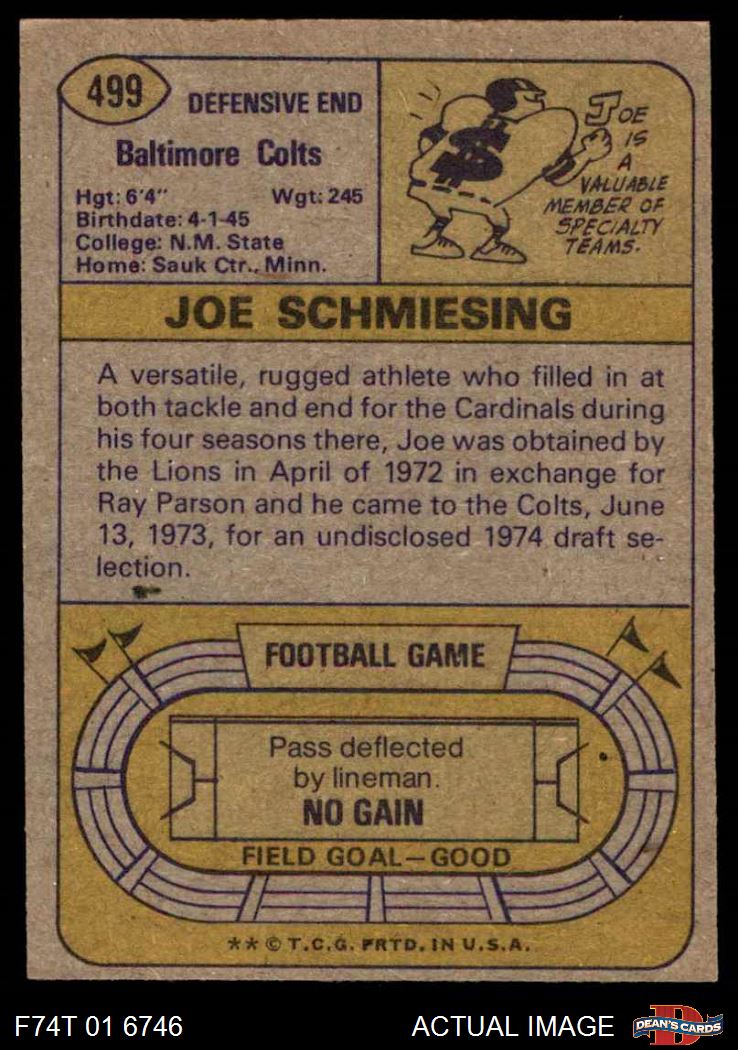 499
DEFENSIVE END
Baltimore Colts
Hgt: 6'4" Wgt: 245
Birthdate: 4-1-45
College: N.M. State
Home: Sauk Ctr., Minn.
$
JOE
IS
A
VALUABLE
MEMBER OF
SPECIALTY
TEAMS.
JOE SCHMIESING
A versatile, rugged athlete who filled in at
both tackle and end for the Cardinals during
his four seasons there, Joe was obtained by
the Lions in April of 1972 in exchange for
Ray Parson and he came to the Colts, June
13, 1973, for an undisclosed 1974 draft se-
lection.
FOOTBALL GAME
Pass deflected
by lineman.
NO GAIN
FIELD GOAL—GOOD
** © T.C.G. PRTD. IN U.S.A.
F74T 01 6746 ACTUAL IMAGE
D
DEAN'S CARDS